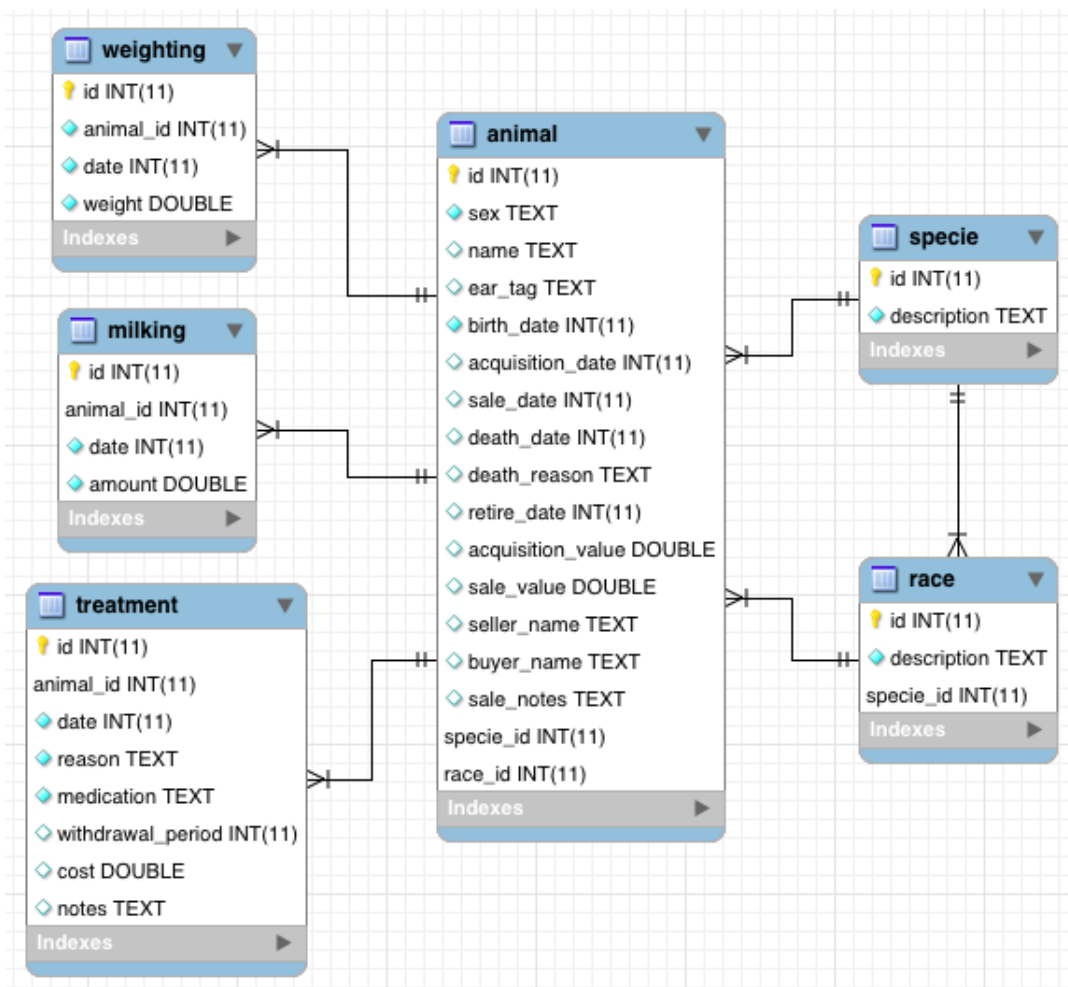 weighting
id INT(11)
animal_id INT(11)
date INT(11)
weight DOUBLE
Indexes
milking
id INT(11)
animal_id INT(11)
date INT(11)
amount DOUBLE
Indexes
treatment
id INT(11)
animal_id INT(11)
date INT(11)
reason TEXT
medication TEXT
withdrawal_period INT(11)
cost DOUBLE
notes TEXT
Indexes
animal
id INT(11)
sex TEXT
name TEXT
ear_tag TEXT
birth_date INT(11)
acquisition_date INT(11)
sale_date INT(11)
death_date INT(11)
death_reason TEXT
retire_date INT(11)
acquisition_value DOUBLE
sale_value DOUBLE
seller_name TEXT
buyer_name TEXT
sale_notes TEXT
specie_id INT(11)
race_id INT(11)
Indexes
specie
id INT(11)
description TEXT
Indexes
race
id INT(11)
description TEXT
specie_id INT(11)
Indexes